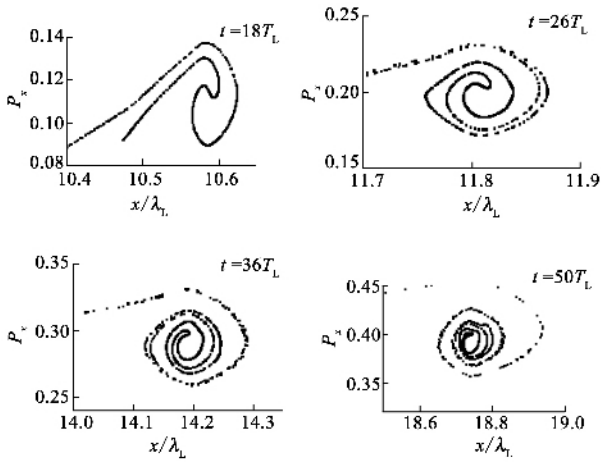 t=18T_L
0.14
0.12
0.10
0.08
P_x
10.4 10.5 10.6
x/λ_L
t=26T_L
0.25
0.20
0.15
P_x
11.7 11.8 11.9
x/λ_L
t=36T_L
0.35
0.30
0.25
P_x
14.0 14.1 14.2 14.3
x/λ_L
t=50T_L
0.45
0.40
0.35
P_x
18.6 18.8 19.0
x/λ_L